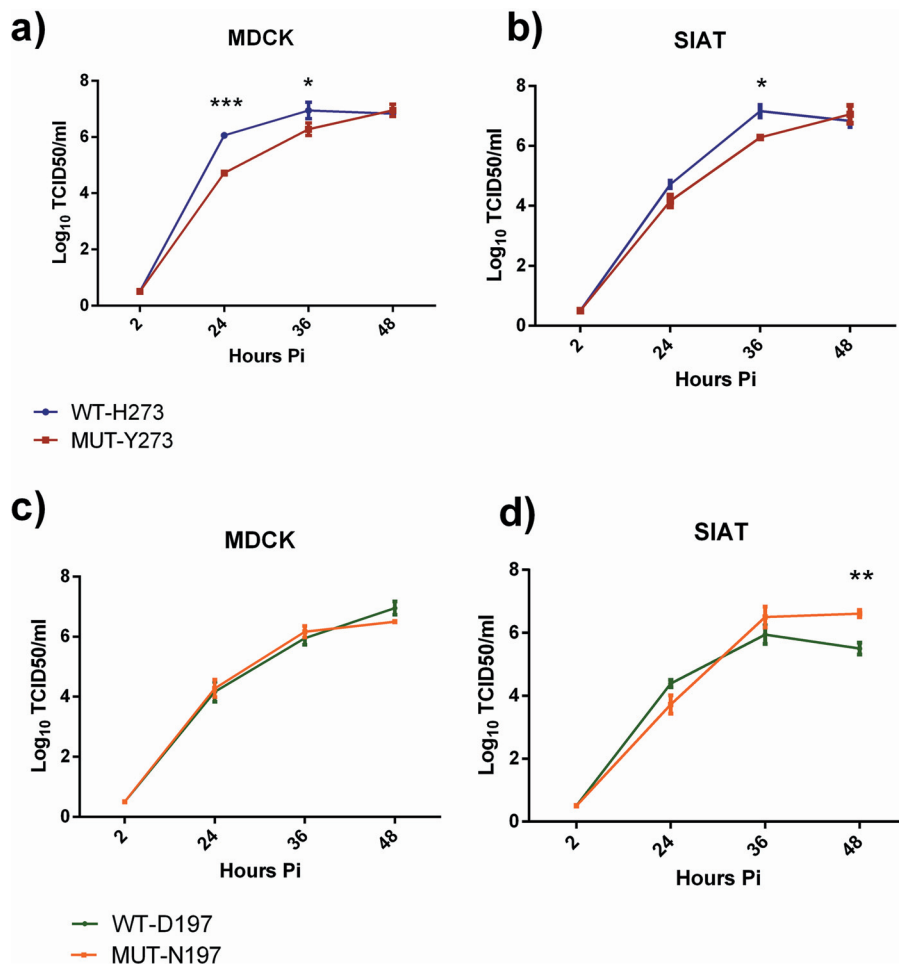 a)
MDCK
***
*
Log10 TCID50/ml
8
6
4
2
0
2
24
36
48
Hours Pi
b)
SIAT
*
Log10 TCID50/ml
8
6
4
2
0
2
24
36
48
Hours Pi
WT-H273
MUT-Y273
c)
MDCK
Log10 TCID50/ml
8
6
4
2
0
2
24
36
48
Hours Pi
d)
SIAT
**
Log10 TCID50/ml
8
6
4
2
0
2
24
36
48
Hours Pi
WT-D197
MUT-N197